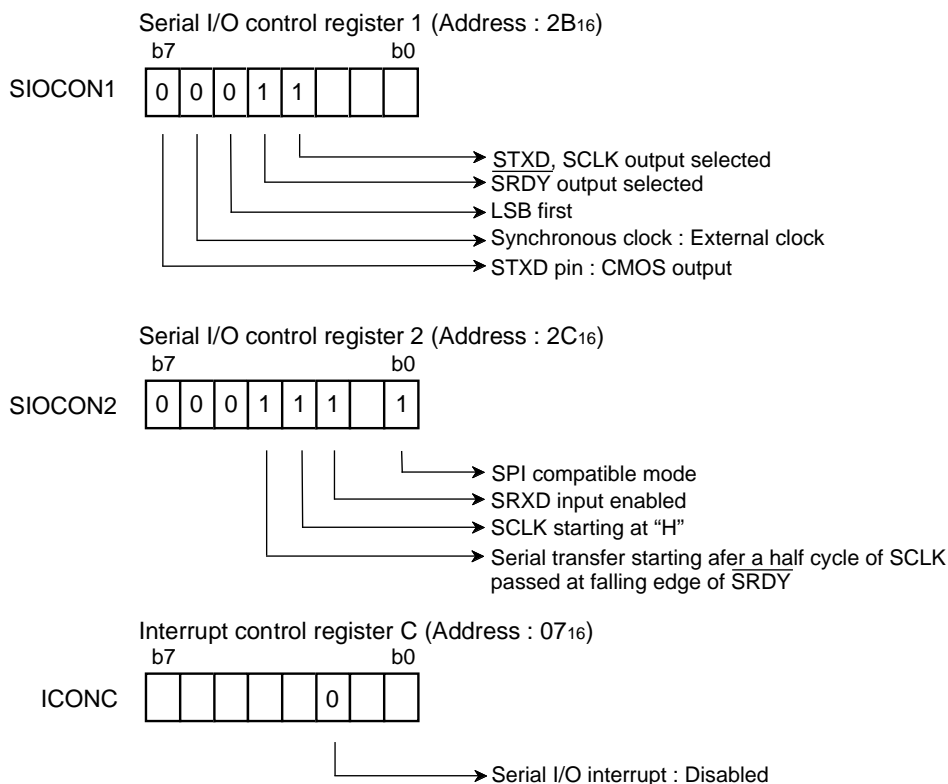 Serial I/O control register 1 (Address : 2B16)
b7 b0
SIOCON1 0 0 0 1 1
STXD, SCLK output selected
SRDY output selected
LSB first
Synchronous clock : External clock
STXD pin : CMOS output
Serial I/O control register 2 (Address : 2C16)
b7 b0
SIOCON2 0 0 0 1 1 1 1
SPI compatible mode
SRXD input enabled
SCLK starting at “H”
Serial transfer starting afer a half cycle of SCLK
passed at falling edge of SRDY
Interrupt control register C (Address : 0716)
b7 b0
ICONC 0
Serial I/O interrupt : Disabled